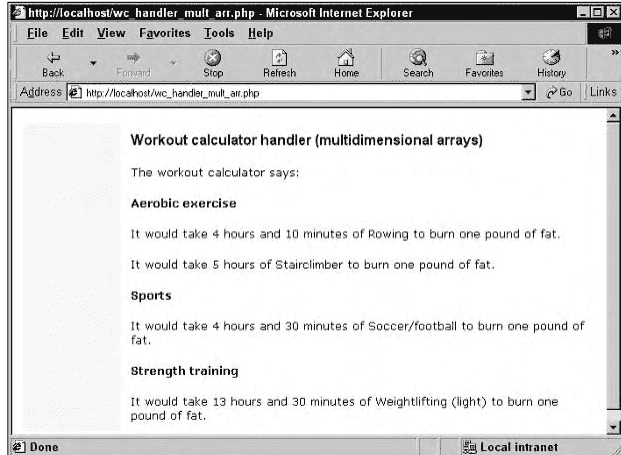 http://localhost/wc_handler_mult_arr.php - Microsoft Internet Explorer
File Edit View Favorites Tools Help
Back Forward Stop Refresh Home Search Favorites History »
Address http://localhost/wc_handler_mult_arr.php Go Links
Workout calculator handler (multidimensional arrays)
The workout calculator says:
Aerobic exercise
It would take 4 hours and 10 minutes of Rowing to burn one pound of fat.
It would take 5 hours of Stairclimber to burn one pound of fat.
Sports
It would take 4 hours and 30 minutes of Soccer/football to burn one pound of
fat.
Strength training
It would take 13 hours and 30 minutes of Weightlifting (light) to burn one
pound of fat.
Done Local intranet